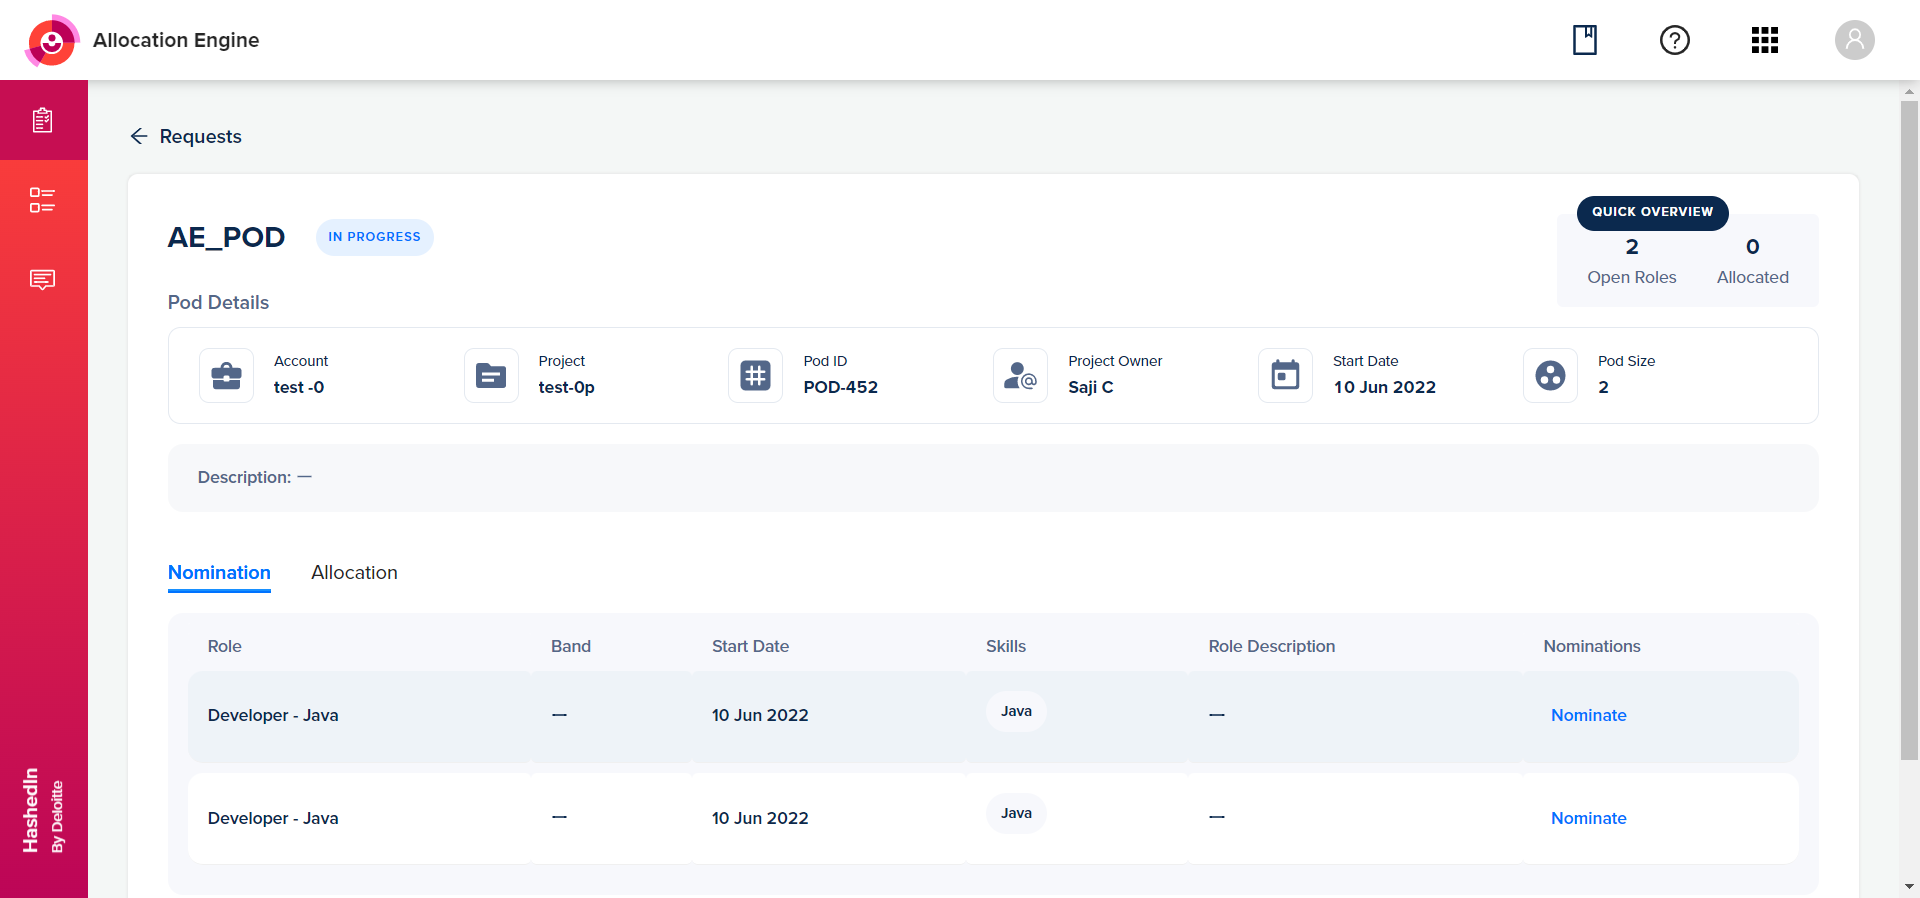 Allocation Engine
Requests
AE_POD
IN PROGRESS
QUICK OVERVIEW
2 0
Open Roles Allocated
Pod Details
Account Project Pod ID Project Owner Start Date Pod Size
test -0 test-0p POD-452 Saji C 10 Jun 2022 2
Description: —
Nomination Allocation
Role Band Start Date Skills Role Description Nominations
Developer - Java — 10 Jun 2022 Java — Nominate
Developer - Java — 10 Jun 2022 Java — Nominate
HashedIn
By Deloitte